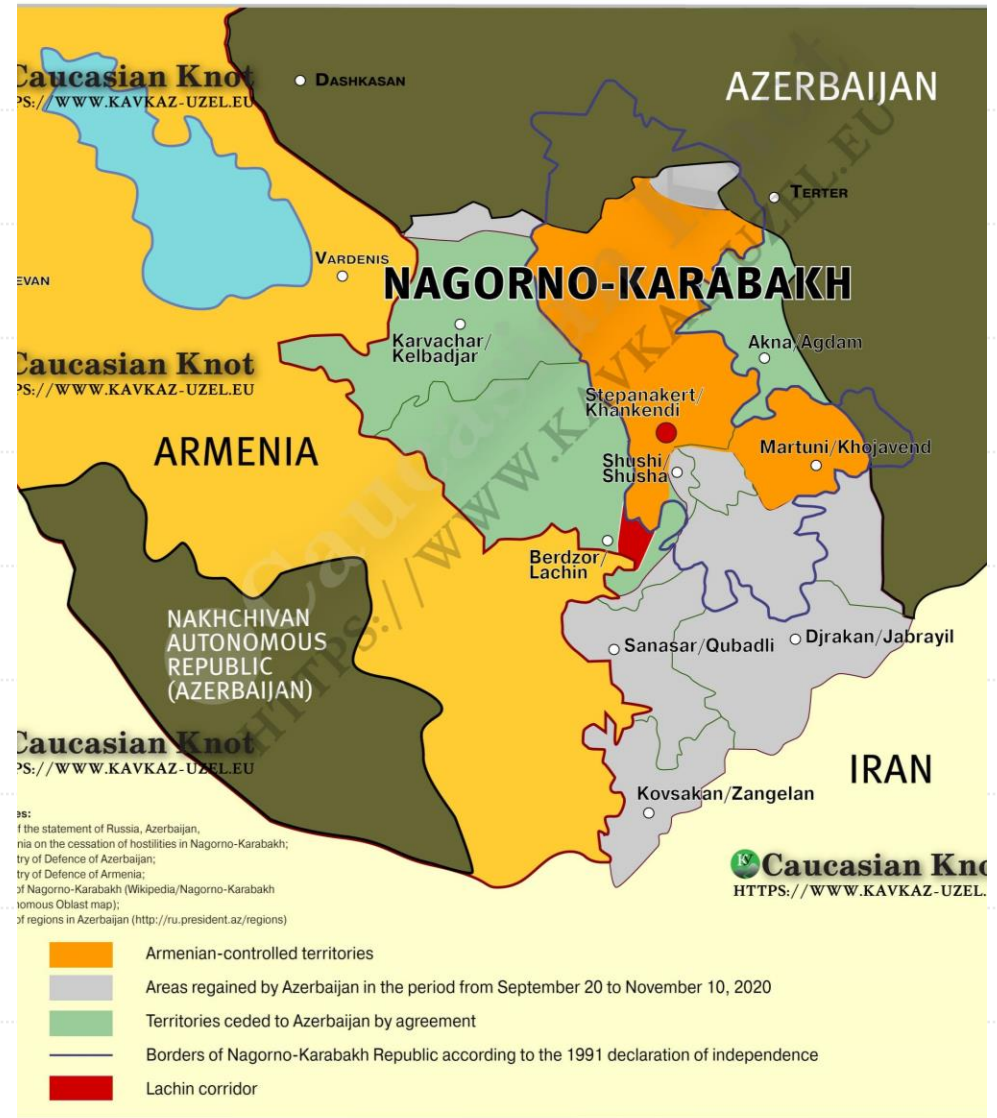 Caucasian Knot
PS://WWW.KAVKAZ-UZEL.EU
DASHKASAN
AZERBAIJAN
TERTER
VARDENIS
EVAN
NAGORNO-KARABAKH
Karvachar/
Kelbadjar
Akna/Agdam
Caucasian Knot
PS://WWW.KAVKAZ-UZEL.EU
Stepanakert/
Khankendi
ARMENIA
Martuni/Khojavend
Shushi
Shusha
Berdzor/
Lachin
NAKHCHIVAN
AUTONOMOUS
REPUBLIC
(AZERBAIJAN)
Sanasar/Qubadli
Djrakan/Jabrayil
Caucasian Knot
PS://WWW.KAVKAZ-UZEL.EU
IRAN
Kovsakan/Zangelan
Caucasian Kno
HTTPS://WWW.KAVKAZ-UZEL.
Caucasian Knot
HTTPS://WWW.KAVKAZ-UZEL.EU
es:
f the statement of Russia, Azerbaijan,
nia on the cessation of hostilities in Nagorno-Karabakh;
try of Defence of Azerbaijan;
try of Defence of Armenia;
of Nagorno-Karabakh (Wikipedia/Nagorno-Karabakh
nomous Oblast map);
of regions in Azerbaijan (http://ru.president.az/regions)
Armenian-controlled territories
Areas regained by Azerbaijan in the period from September 20 to November 10, 2020
Territories ceded to Azerbaijan by agreement
Borders of Nagorno-Karabakh Republic according to the 1991 declaration of independence
Lachin corridor